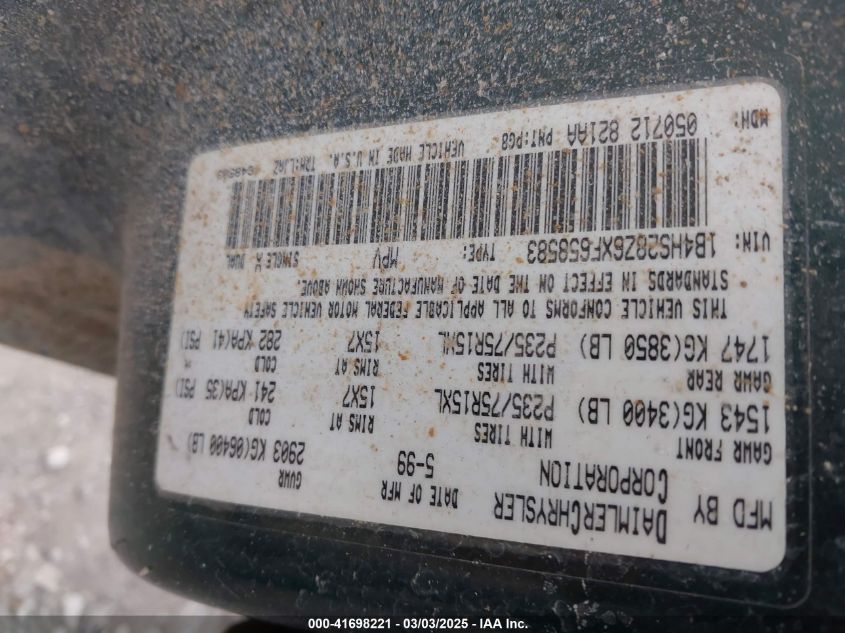 MFD BY DAIMLERCHRYSLER CORPORATION
DATE OF MFR 5-99
GVWR 2903 KG(06400 LB)
GAWR FRONT WITH TIRES RIMS AT COLD
1543 KG(3400 LB) P235/75R15XL 15X7 241 KPA(35 PSI)
GAWR REAR WITH TIRES RIMS AT COLD
1747 KG(3850 LB) P235/75R15XL 15X7 282 KPA(41 PSI)
THIS VEHICLE CONFORMS TO ALL APPLICABLE FEDERAL MOTOR VEHICLE SAFETY
STANDARDS IN EFFECT ON THE DATE OF MANUFACTURE SHOWN ABOVE.
VIN: 1B4HS28Z6XF658583 TYPE: MPV SINGLE X DUAL
MDH: 050712 821AA PNT:PG8 VEHICLE MADE IN U.S.A.
000-41698221 - 03/03/2025 - IAA Inc.